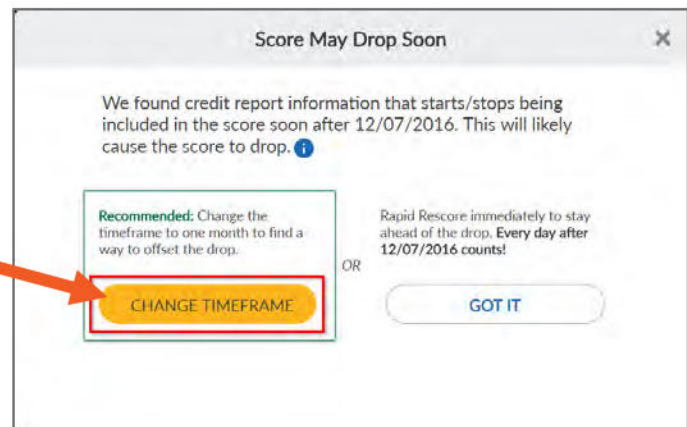 Score May Drop Soon
We found credit report information that starts/stops being
included in the score soon after 12/07/2016. This will likely
cause the score to drop.
Recommended: Change the
timeframe to one month to find a
way to offset the drop.
CHANGE TIMEFRAME
OR
Rapid Rescore immediately to stay
ahead of the drop. Every day after
12/07/2016 counts!
GOT IT